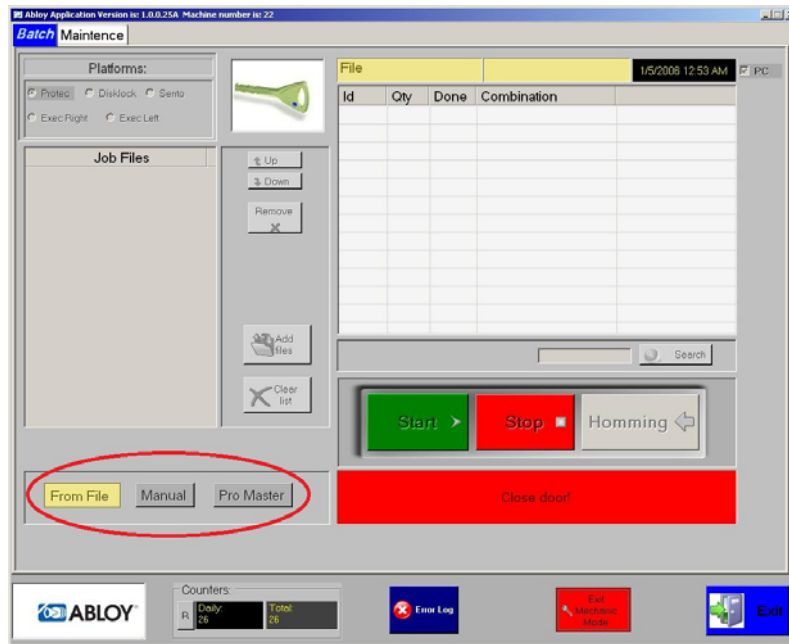 Abloy Application Version is: 1.0.0.25A Machine number is: 22
Batch Maintence
Platforms:
Protec Disklock Sento
Exec Right Exec Left
File
1/5/2006 12:53 AM
PC
Id Qty Done Combination
Job Files
Up
Down
Remove
Add files
Clear list
Search
Start Stop Homming
From File Manual Pro Master
Close door!
ABLOY
Counters:
R
Daily: Total:
26 26
Error Log
Exit
Mechanic
Mode
Exit